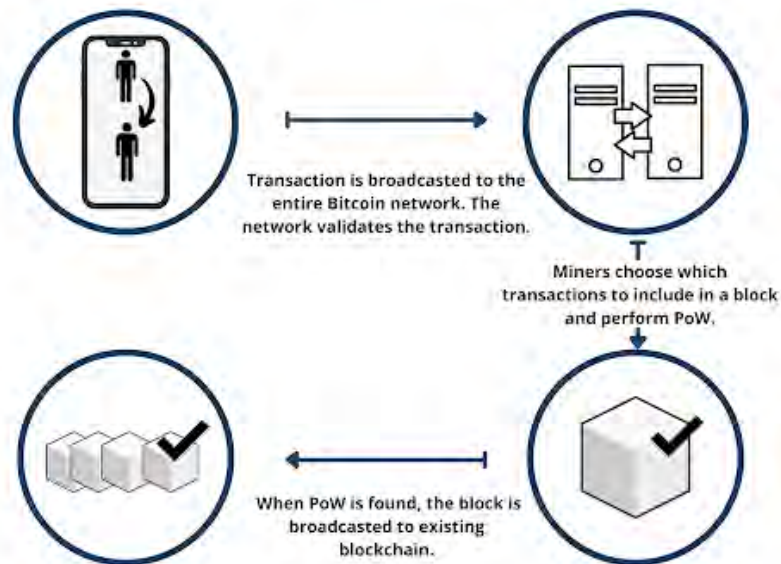 Transaction is broadcasted to the
entire Bitcoin network. The
network validates the transaction.
Miners choose which
transactions to include in a block
and perform PoW.
When PoW is found, the block is
broadcasted to existing
blockchain.